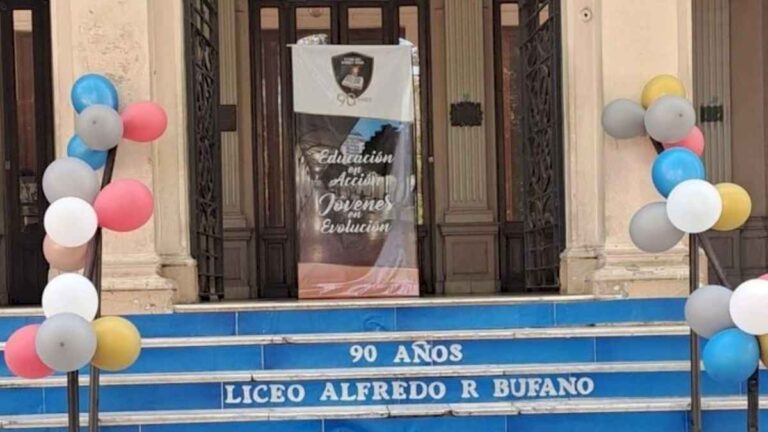 90
Educación
en
Acción
Jóvenes
en
Evolución
90 AÑOS
LICEO ALFREDO R BUFANO